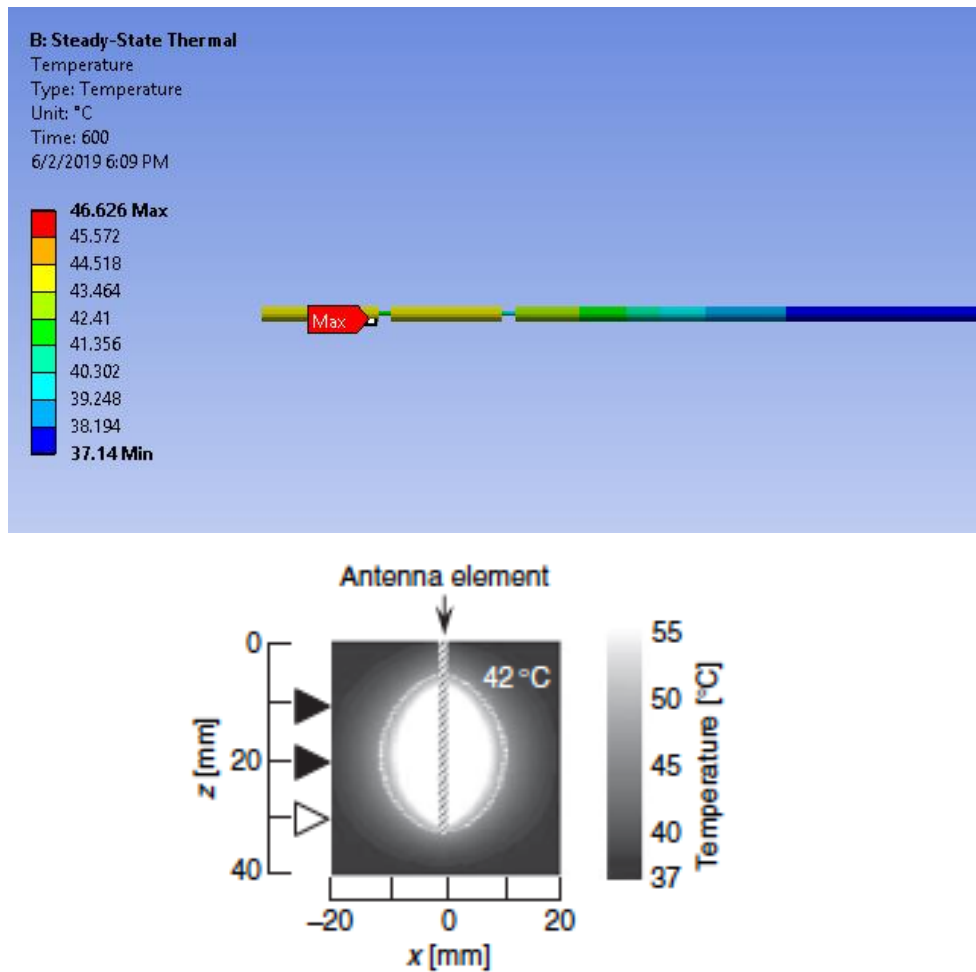 B: Steady-State Thermal
Temperature
Type: Temperature
Unit: °C
Time: 600
6/2/2019 6:09 PM
46.626 Max
45.572
44.518
43.464
42.41
41.356
40.302
39.248
38.194
37.14 Min
Max
Antenna element
42 °C
0
20
40
z [mm]
−20
0
20
x [mm]
55
50
45
40
37
Temperature [°C]